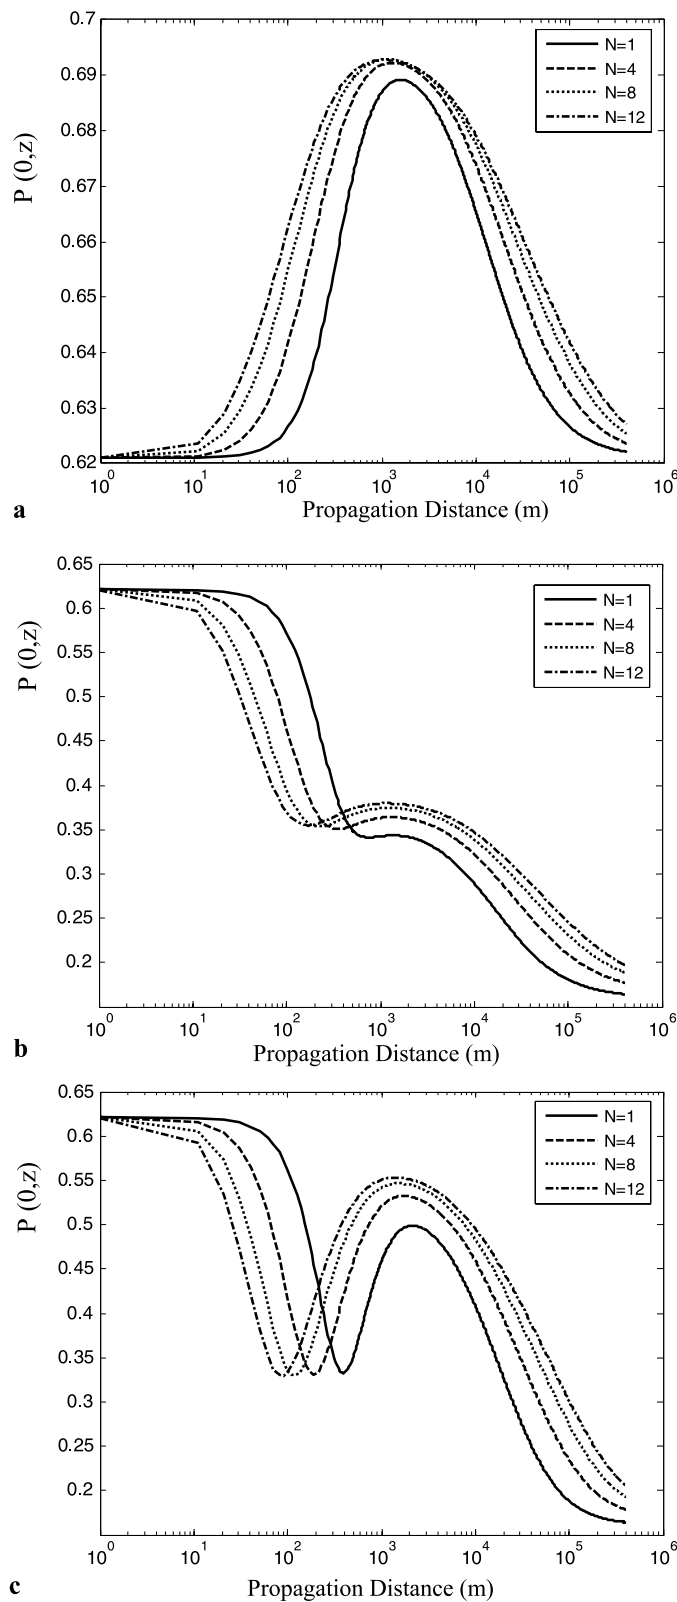 0.7
0.69
0.68
0.67
0.66
0.65
0.64
0.63
0.62
P (0,z)
N=1
N=4
N=8
N=12
10^0 10^1 10^2 10^3 10^4 10^5 10^6
Propagation Distance (m)
a
0.65
0.6
0.55
0.5
0.45
0.4
0.35
0.3
0.25
0.2
P (0,z)
N=1
N=4
N=8
N=12
10^0 10^1 10^2 10^3 10^4 10^5 10^6
Propagation Distance (m)
b
0.65
0.6
0.55
0.5
0.45
0.4
0.35
0.3
0.25
0.2
P (0,z)
N=1
N=4
N=8
N=12
10^0 10^1 10^2 10^3 10^4 10^5 10^6
Propagation Distance (m)
c